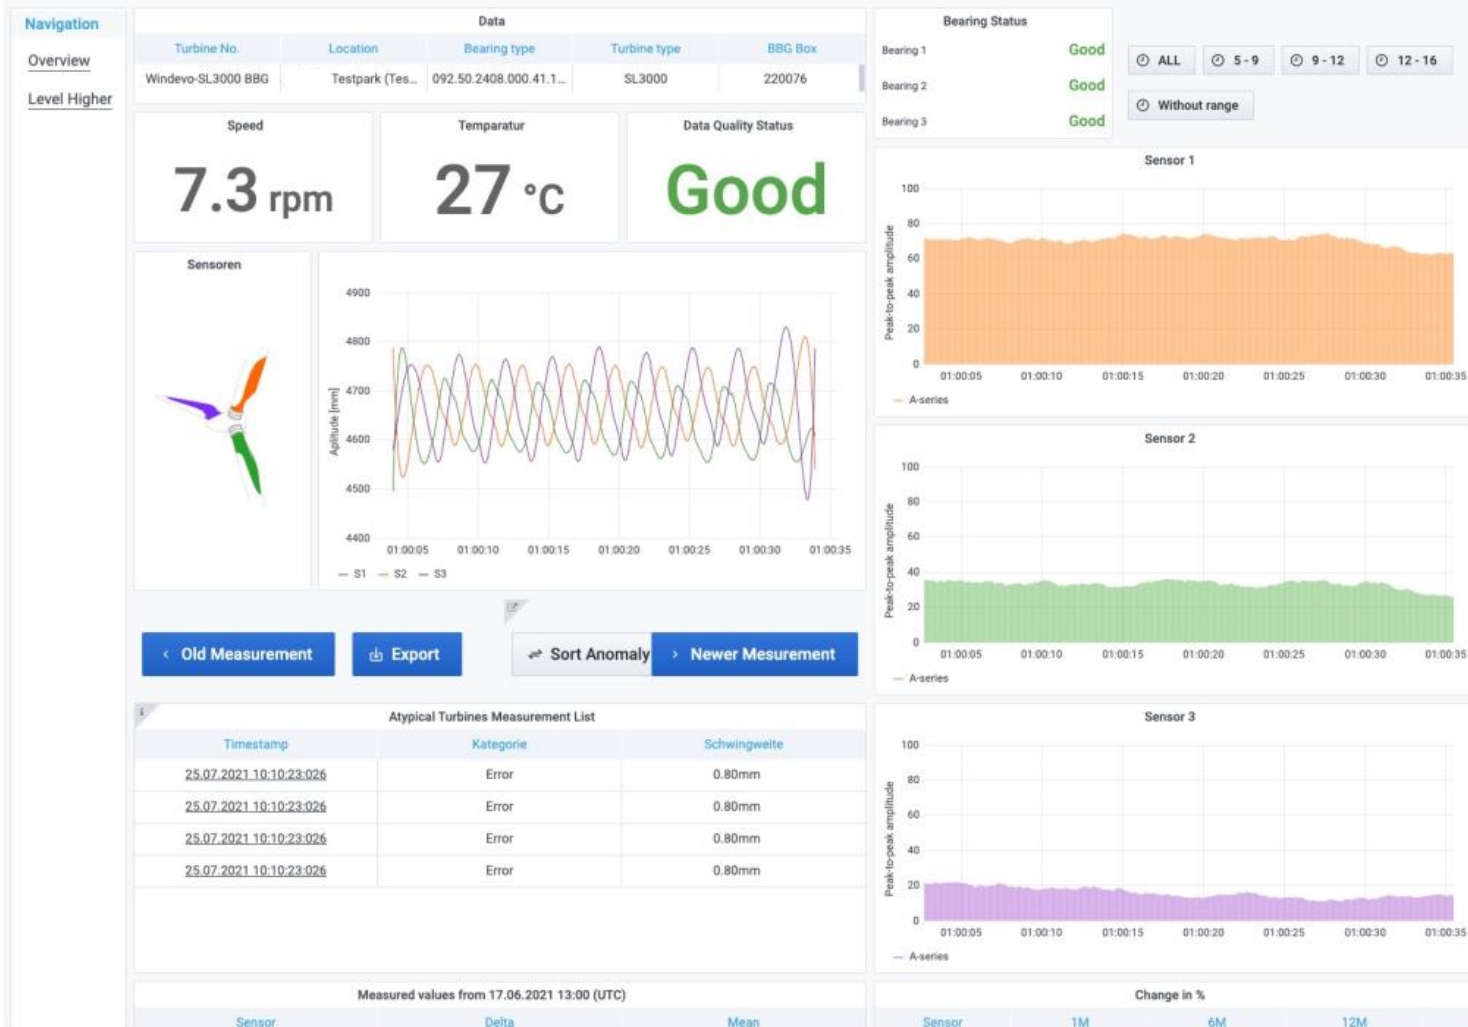 Navigation
Overview
Level Higher
Data
Turbine No. Location Bearing type Turbine type BBG Box
Windevo-SL3000 BBG Testpark (Tes... 092.50.2408.000.41.1... SL3000 220076
Speed
7.3 rpm
Temparatur
27 °C
Data Quality Status
Good
Sensoren
4900
4800
4700
4600
4500
4400
Aplitude [mm]
01:00:05 01:00:10 01:00:15 01:00:20 01:00:25 01:00:30 01:00:35
S1 S2 S3
Old Measurement
Export
Sort Anomaly
Newer Mesurement
Atypical Turbines Measurement List
Timestamp Kategorie Schwingweite
25.07.2021 10:10:23:026 Error 0.80mm
25.07.2021 10:10:23:026 Error 0.80mm
25.07.2021 10:10:23:026 Error 0.80mm
25.07.2021 10:10:23:026 Error 0.80mm
Measured values from 17.06.2021 13:00 (UTC)
Sensor Delta Mean
Bearing Status
Bearing 1 Good
Bearing 2 Good
Bearing 3 Good
ALL 5 - 9 9 - 12 12 - 16
Without range
Sensor 1
100
80
60
40
20
0
Peak-to-peak amplitude
01:00:05 01:00:10 01:00:15 01:00:20 01:00:25 01:00:30 01:00:35
A-series
Sensor 2
100
80
60
40
20
0
Peak-to-peak amplitude
01:00:05 01:00:10 01:00:15 01:00:20 01:00:25 01:00:30 01:00:35
A-series
Sensor 3
100
80
60
40
20
0
Peak-to-peak amplitude
01:00:05 01:00:10 01:00:15 01:00:20 01:00:25 01:00:30 01:00:35
A-series
Change in %
Sensor 1M 6M 12M